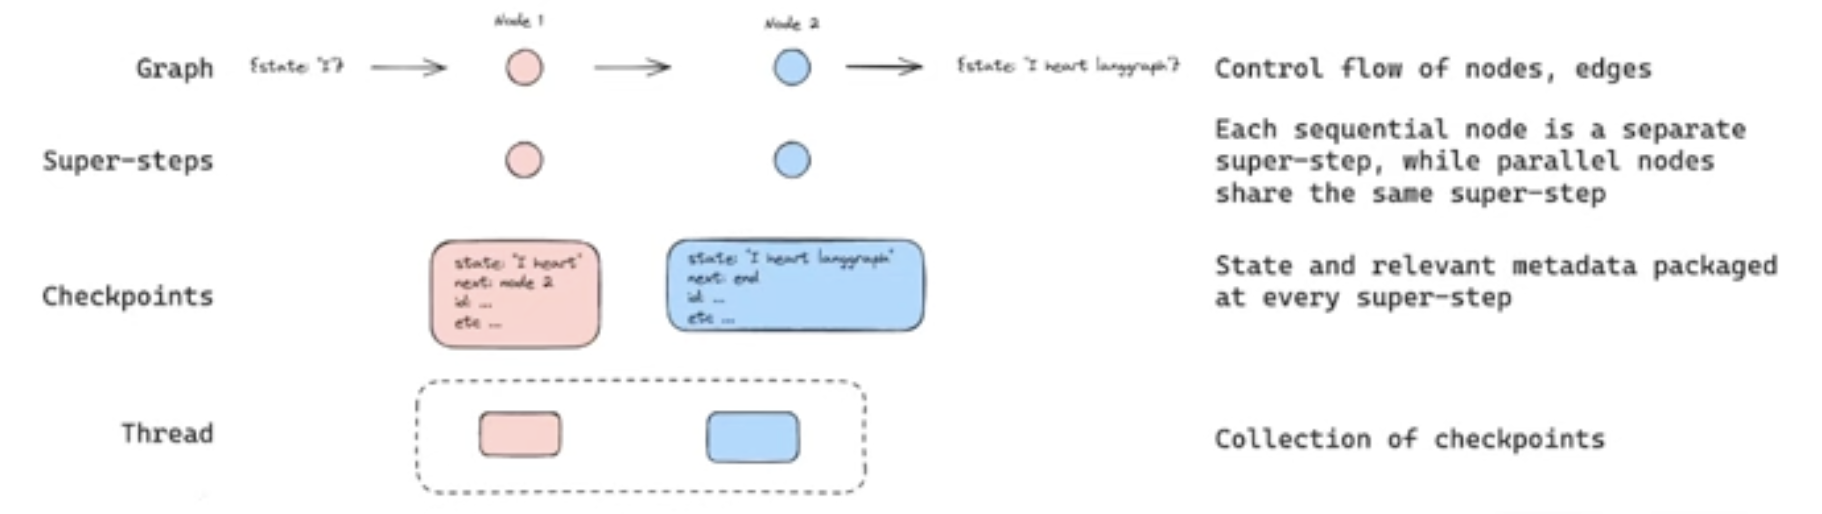 Node 1
Node 2
Graph
{state: "I"}
{state: "I heart langgraph"}
Control flow of nodes, edges
Super-steps
Each sequential node is a separate
super-step, while parallel nodes
share the same super-step
Checkpoints
state: "I heart"
next: node 2
id: ...
etc ...
state: "I heart langgraph"
next: end
id: ...
etc ...
State and relevant metadata packaged
at every super-step
Thread
Collection of checkpoints